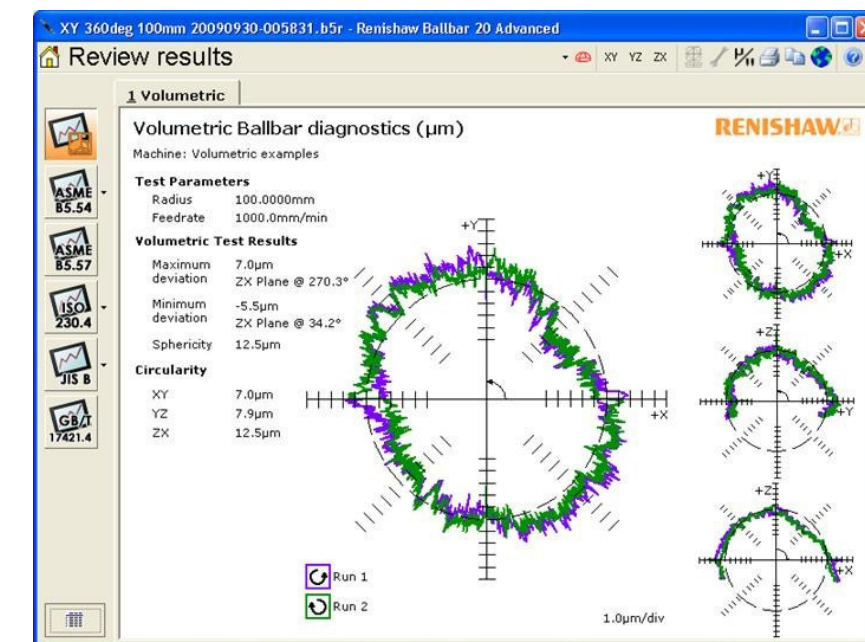 XY 360deg 100mm 20090930-005831.b5r - Renishaw Ballbar 20 Advanced
Review results
XY YZ ZX
1 Volumetric
Volumetric Ballbar diagnostics (µm)
RENISHAW
Machine: Volumetric examples
Test Parameters
Radius 100.0000mm
Feedrate 1000.0mm/min
Volumetric Test Results
Maximum deviation 7.0µm
ZX Plane @ 270.3°
Minimum deviation -5.5µm
ZX Plane @ 34.2°
Sphericity 12.5µm
Circularity
XY 7.0µm
YZ 7.9µm
ZX 12.5µm
ASME
B5.54
ASME
B5.57
ISO
230.4
JIS B
GB/T
17421.4
+Y
+X
+Y
+X
+Z
+Y
+Z
+X
Run 1
Run 2
1.0µm/div